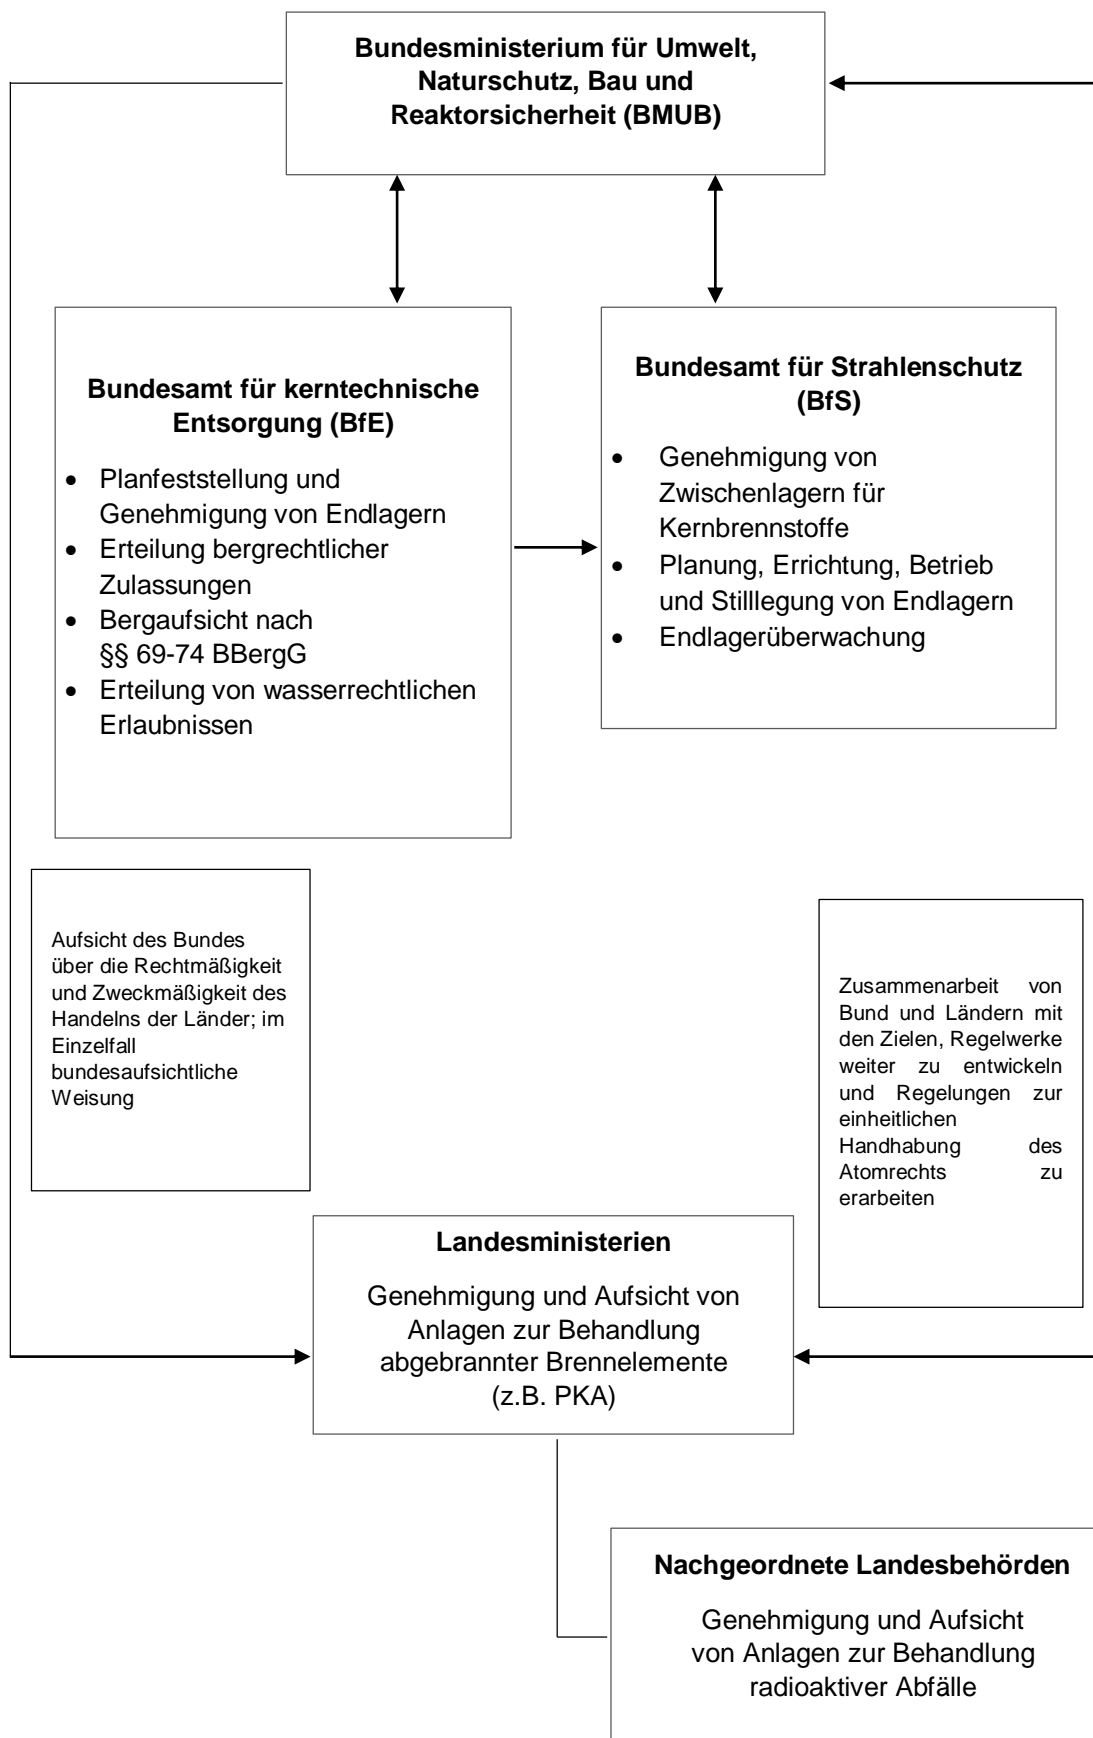 Bundesministerium für Umwelt,
Naturschutz, Bau und
Reaktorsicherheit (BMUB)
Bundesamt für kerntechnische
Entsorgung (BfE)
• Planfeststellung und
Genehmigung von Endlagern
• Erteilung bergrechtlicher
Zulassungen
• Bergaufsicht nach
§§ 69-74 BBergG
• Erteilung von wasserrechtlichen
Erlaubnissen
Bundesamt für Strahlenschutz
(BfS)
• Genehmigung von
Zwischenlagern für
Kernbrennstoffe
• Planung, Errichtung, Betrieb
und Stilllegung von Endlagern
• Endlagerüberwachung
Aufsicht des Bundes
über die Rechtmäßigkeit
und Zweckmäßigkeit des
Handelns der Länder; im
Einzelfall
bundesaufsichtliche
Weisung
Zusammenarbeit von
Bund und Ländern mit
den Zielen, Regelwerke
weiter zu entwickeln
und Regelungen zur
einheitlichen
Handhabung des
Atomrechts zu
erarbeiten
Landesministerien
Genehmigung und Aufsicht von
Anlagen zur Behandlung
abgebrannter Brennelemente
(z.B. PKA)
Nachgeordnete Landesbehörden
Genehmigung und Aufsicht
von Anlagen zur Behandlung
radioaktiver Abfälle